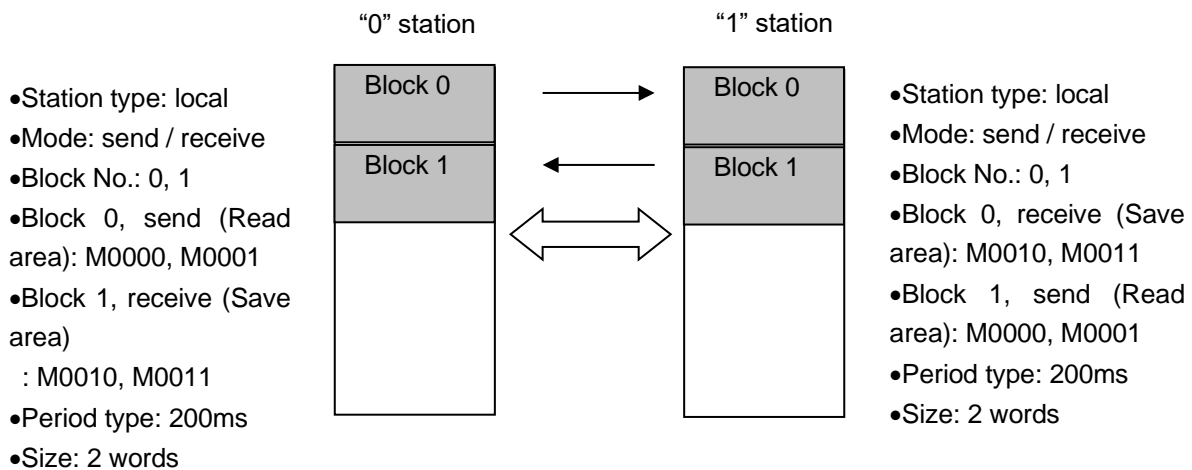 “0” station
“1” station
•Station type: local
•Mode: send / receive
•Block No.: 0, 1
•Block 0, send (Read
area): M0000, M0001
•Block 1, receive (Save
area)
: M0010, M0011
•Period type: 200ms
•Size: 2 words
Block 0
Block 1
Block 0
Block 1
•Station type: local
•Mode: send / receive
•Block No.: 0, 1
•Block 0, receive (Save
area): M0010, M0011
•Block 1, send (Read
area): M0000, M0001
•Period type: 200ms
•Size: 2 words